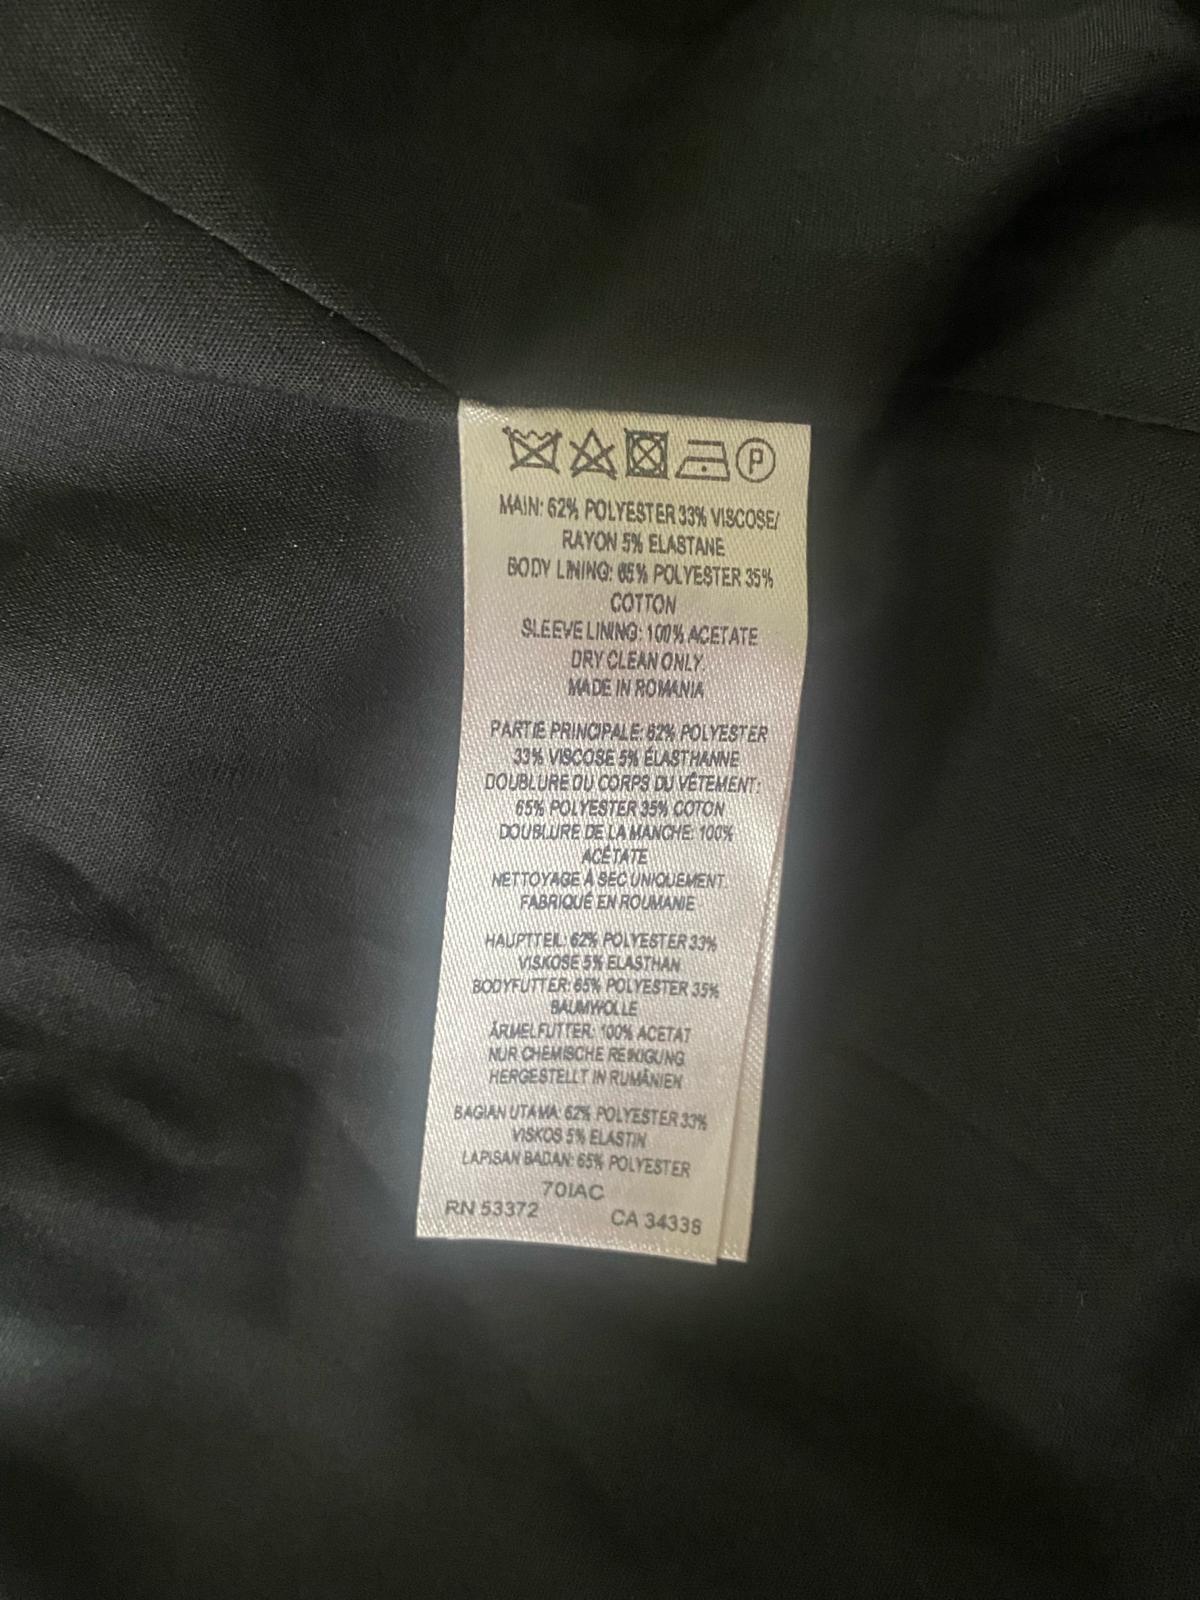 P
MAIN: 62% POLYESTER 33% VISCOSE/
RAYON 5% ELASTANE
BODY LINING: 65% POLYESTER 35%
COTTON
SLEEVE LINING: 100% ACETATE
DRY CLEAN ONLY.
MADE IN ROMANIA
PARTIE PRINCIPALE: 62% POLYESTER
33% VISCOSE 5% ÉLASTHANNE
DOUBLURE DU CORPS DU VÊTEMENT:
65% POLYESTER 35% COTON
DOUBLURE DE LA MANCHE: 100%
ACÉTATE
NETTOYAGE À SEC UNIQUEMENT.
FABRIQUÉ EN ROUMANIE
HAUPTTEIL: 62% POLYESTER 33%
VISKOSE 5% ELASTHAN
BODYFUTTER: 65% POLYESTER 35%
BAUMWOLLE
ÄRMELFUTTER: 100% ACETAT
NUR CHEMISCHE REINIGUNG
HERGESTELLT IN RUMÄNIEN
BAGIAN UTAMA: 62% POLYESTER 33%
VISKOS 5% ELASTIN
LAPISAN BADAN: 65% POLYESTER
70IAC
RN 53372 CA 34338